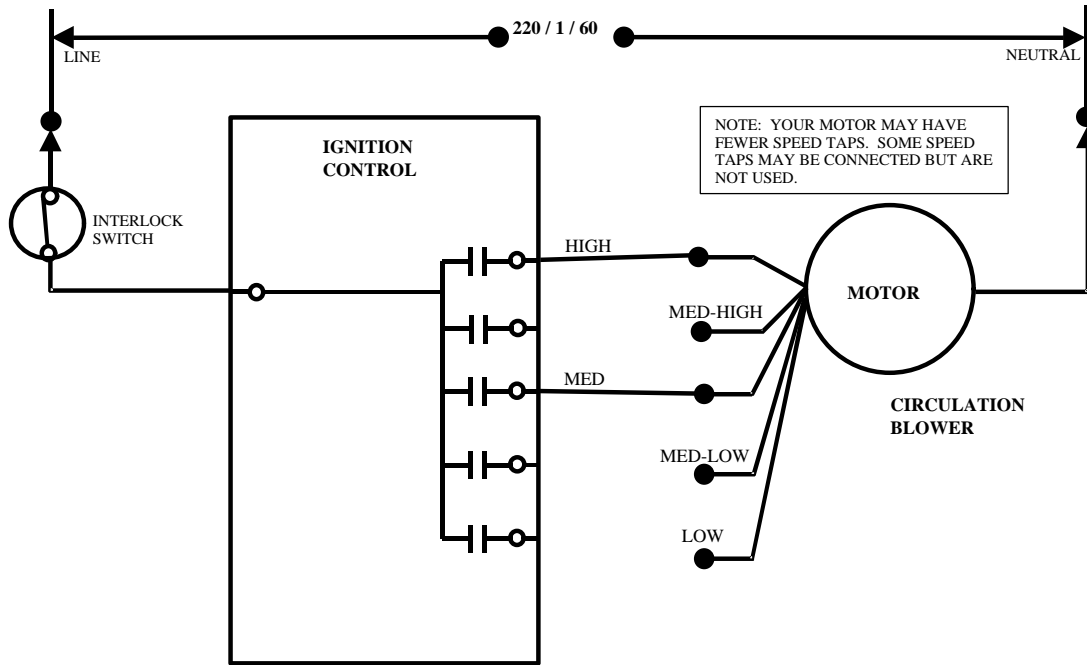 220 / 1 / 60
LINE
NEUTRAL
NOTE: YOUR MOTOR MAY HAVE
FEWER SPEED TAPS. SOME SPEED
TAPS MAY BE CONNECTED BUT ARE
NOT USED.
IGNITION
CONTROL
INTERLOCK
SWITCH
HIGH
MED-HIGH
MOTOR
MED
CIRCULATION
BLOWER
MED-LOW
LOW